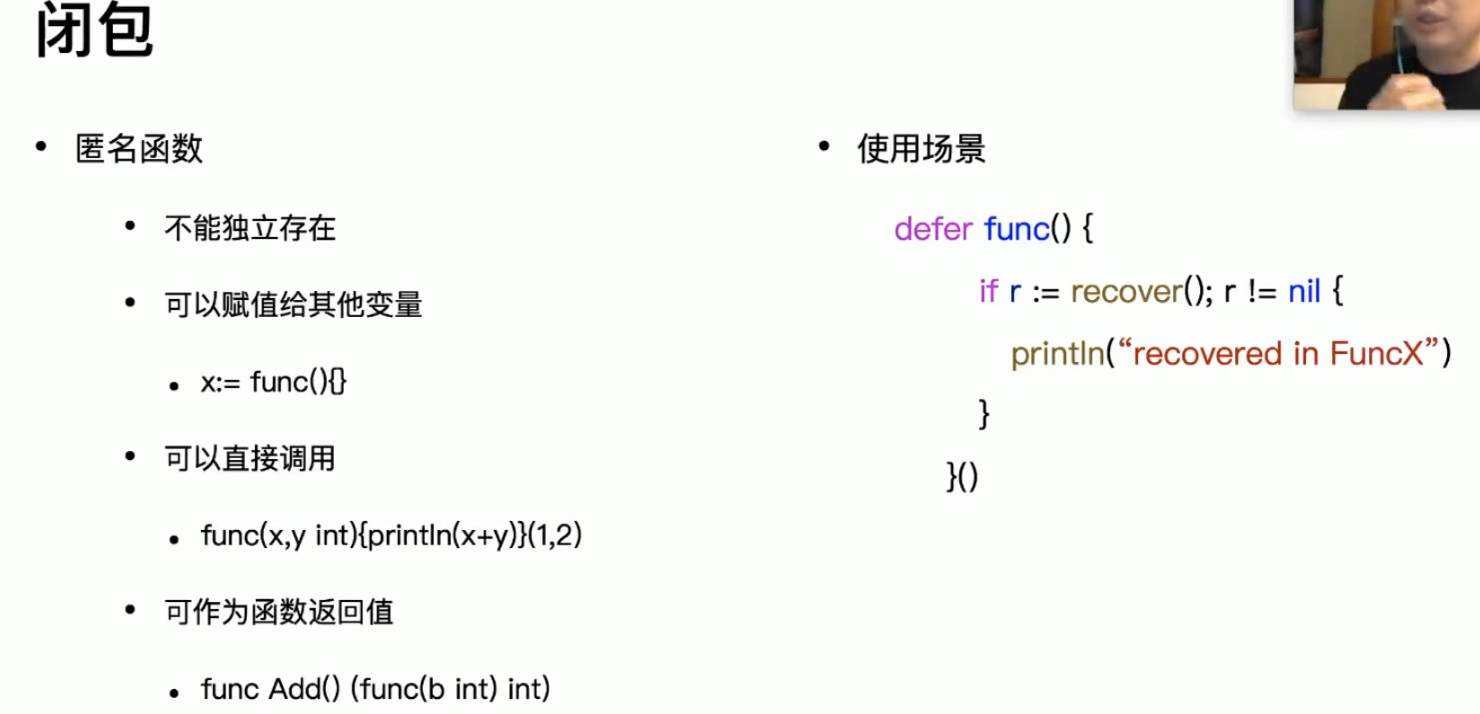 闭包
匿名函数
不能独立存在
可以赋值给其他变量
x:= func(){}
可以直接调用
func(x,y int){println(x+y)}(1,2)
可作为函数返回值
func Add() (func(b int) int)
使用场景
defer func() {
if r := recover(); r != nil {
println(“recovered in FuncX”)
}
}()